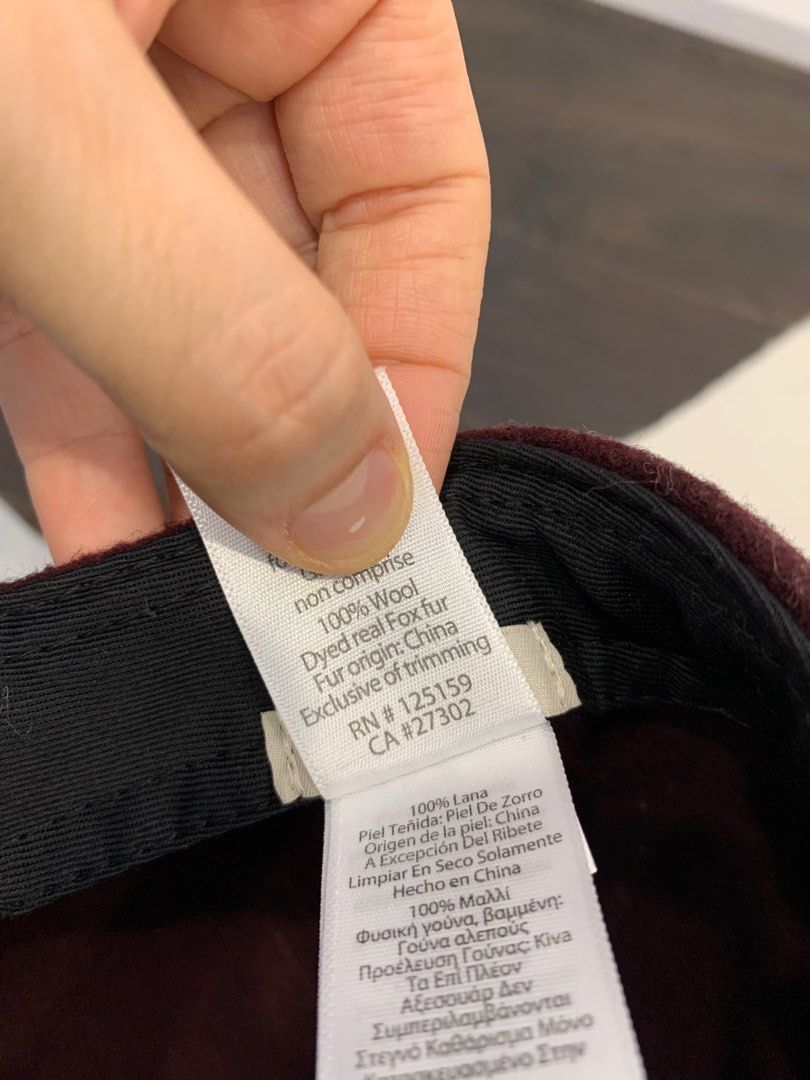 non comprise
100% Wool
Dyed real Fox fur
Fur origin: China
Exclusive of trimming
RN # 125159
CA #27302
100% Lana
Piel Teñida: Piel De Zorro
Origen de la piel: China
A Excepción Del Ribete
Limpiar En Seco Solamente
Hecho en China
100% Μαλλί
Φυσική γούνα, βαμμένη:
Γούνα αλεπούς
Προέλευση Γούνας: Κίνα
Τα Επί Πλέον
Αξεσουάρ Δεν
Συμπεριλαμβάνονται
Στεγνό Καθάρισμα Μόνο
Κατασκευασμένο Στην